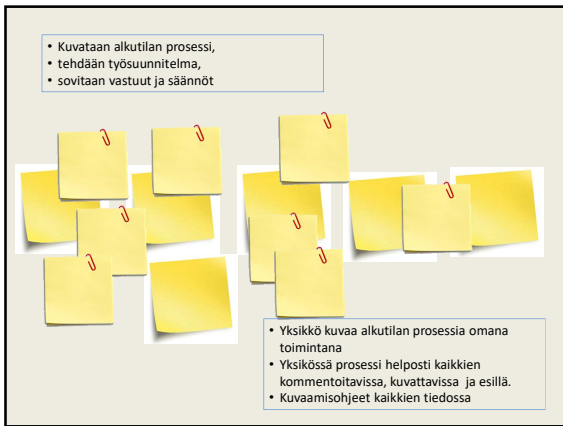 • Kuvataan alkutilan prosessi,
• tehdään työsuunnitelma,
• sovitaan vastuut ja säännöt
• Yksikkö kuvaa alkutilan prosessia omana
toimintana
• Yksikössä prosessi helposti kaikkien
kommentoitavissa, kuvattavissa ja esillä.
• Kuvaamisohjeet kaikkien tiedossa